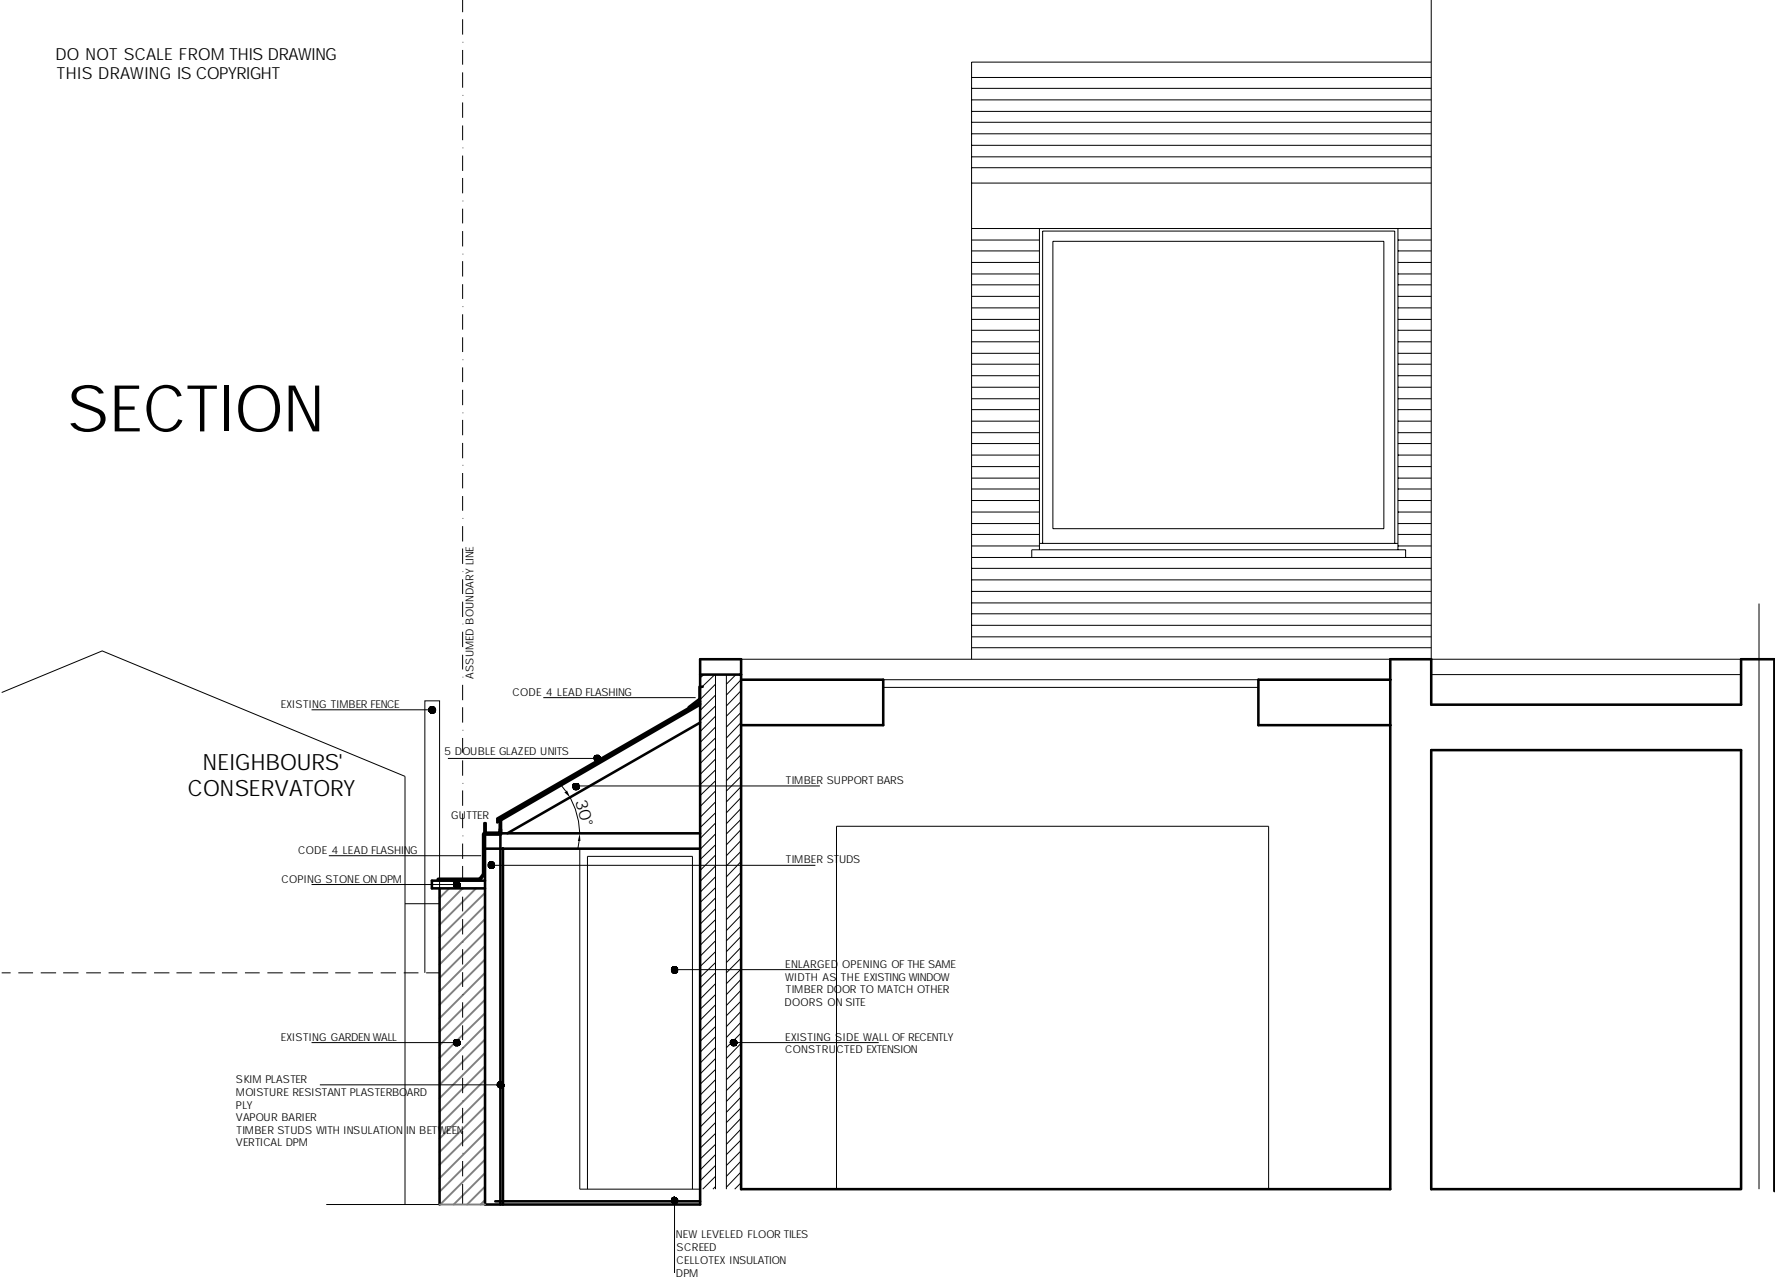 DO NOT SCALE FROM THIS DRAWING
THIS DRAWING IS COPYRIGHT
SECTION
ASSUMED BOUNDARY LINE
CODE 4 LEAD FLASHING
EXISTING TIMBER FENCE
5 DOUBLE GLAZED UNITS
NEIGHBOURS'
CONSERVATORY
TIMBER SUPPORT BARS
GUTTER
30°
CODE 4 LEAD FLASHING
TIMBER STUDS
COPING STONE ON DPM
ENLARGED OPENING OF THE SAME
WIDTH AS THE EXISTING WINDOW
TIMBER DOOR TO MATCH OTHER
DOORS ON SITE
EXISTING GARDEN WALL
EXISTING SIDE WALL OF RECENTLY
CONSTRUCTED EXTENSION
SKIM PLASTER
MOISTURE RESISTANT PLASTERBOARD
PLY
VAPOUR BARIER
TIMBER STUDS WITH INSULATION IN BETWEEN
VERTICAL DPM
NEW LEVELED FLOOR TILES
SCREED
CELLOTEX INSULATION
DPM